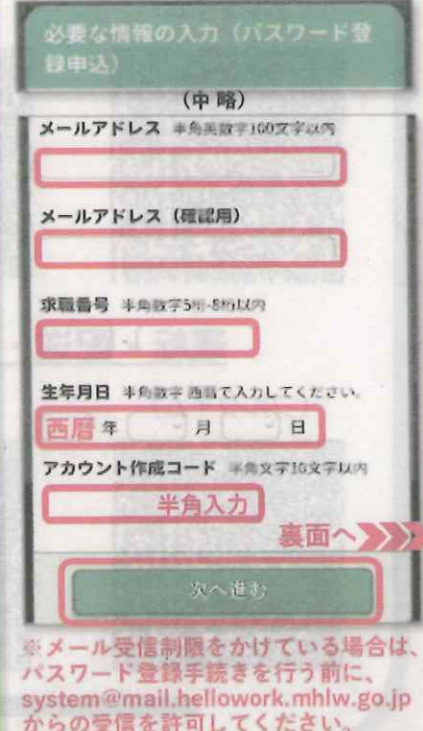 必要な情報の入力（パスワード登
録申込）
（中 略）
メールアドレス 半角英数字100文字以内
メールアドレス（確認用）
求職番号 半角数字5桁-8桁以内
生年月日 半角数字 西暦で入力してください。
西暦 年 月 日
アカウント作成コード 半角文字10文字以内
半角入力
裏面へ
次へ進む
※メール受信制限をかけている場合は、
パスワード登録手続きを行う前に、
system@mail.hellowork.mhlw.go.jp
からの受信を許可してください。